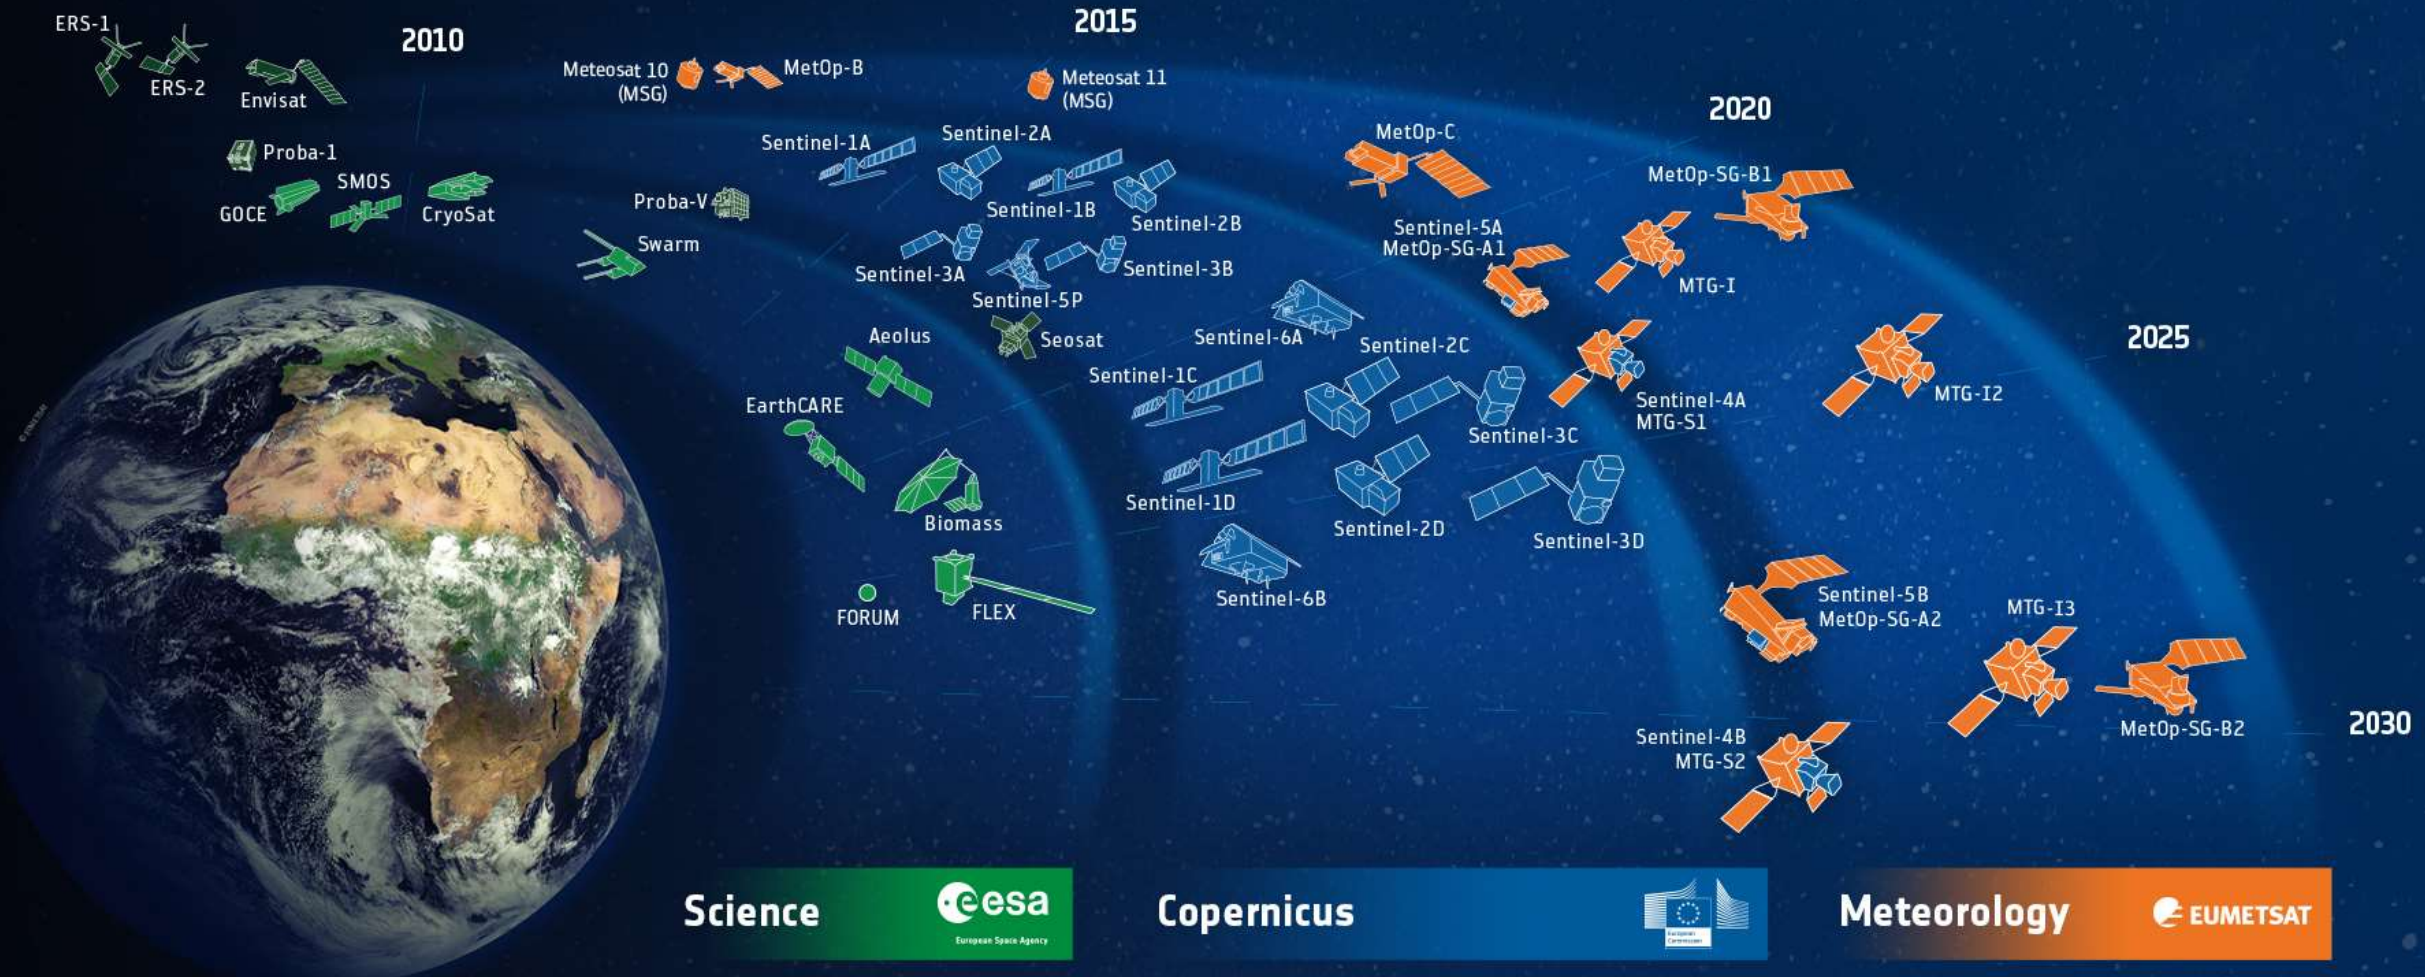 ERS-1
ERS-2
Envisat
2010
Meteosat 10
(MSG)
MetOp-B
2015
Meteosat 11
(MSG)
2020
Proba-1
GOCE
SMOS
CryoSat
Proba-V
Swarm
Sentinel-1A
Sentinel-2A
Sentinel-1B
Sentinel-2B
Sentinel-3A
Sentinel-5P
Sentinel-3B
MetOp-C
MetOp-SG-B1
Sentinel-5A
MetOp-SG-A1
MTG-I
Aeolus
Seosat
Sentinel-6A
Sentinel-2C
2025
EarthCARE
Sentinel-1C
Sentinel-3C
Sentinel-4A
MTG-S1
MTG-I2
Biomass
Sentinel-1D
Sentinel-2D
Sentinel-3D
FORUM
FLEX
Sentinel-6B
Sentinel-5B
MetOp-SG-A2
MTG-I3
MetOp-SG-B2
2030
Sentinel-4B
MTG-S2
Science
esa
European Space Agency
Copernicus
European
Commission
Meteorology
EUMETSAT